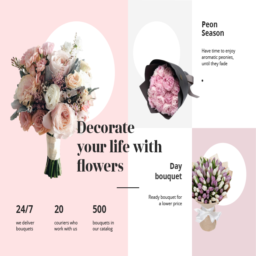 Peon
Season
Have time to enjoy
aromatic peonies,
until they fade
Decorate
your life with
flowers
Day
bouquet
Ready bouquet for
a lower price
24/7
we deliver
bouquets
20
couriers who
work with us
500
bouquets in
our catalog